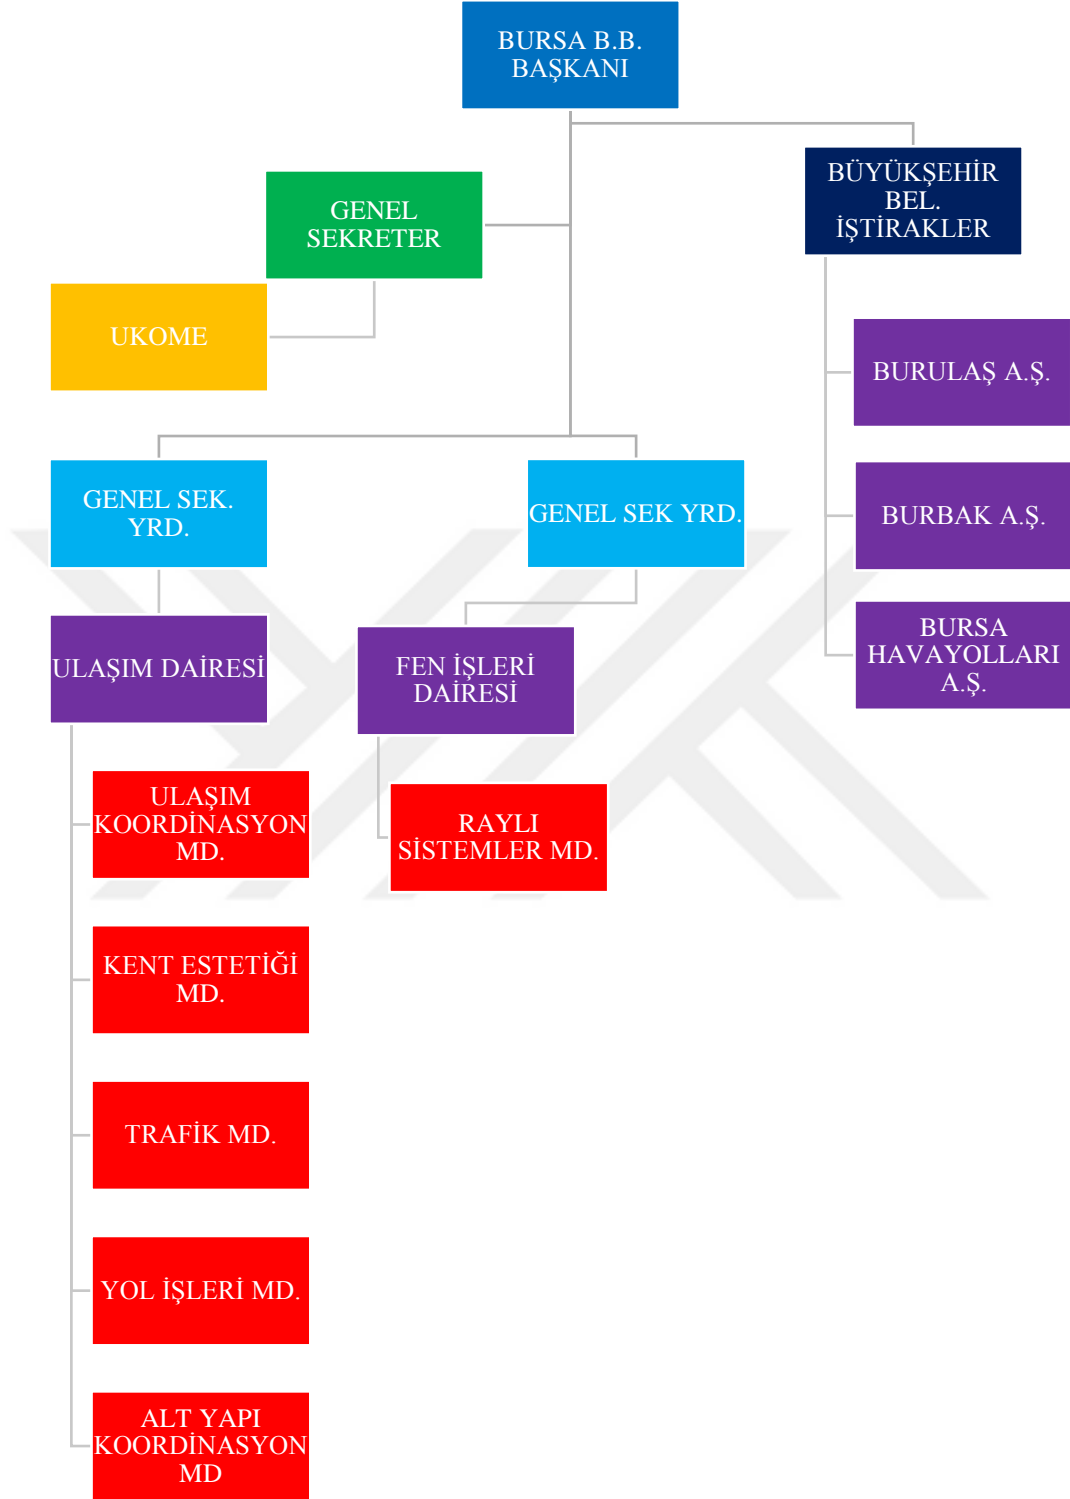 BURSA B.B.
BAŞKANI
BÜYÜKŞEHİR
BEL.
İŞTİRAKLER
GENEL
SEKRETER
UKOME
BURULAŞ A.Ş.
GENEL SEK.
YRD.
GENEL SEK YRD.
BURBAK A.Ş.
ULAŞIM DAİRESİ
FEN İŞLERİ
DAİRESİ
BURSA
HAVAYOLLARI
A.Ş.
ULAŞIM
KOORDİNASYON
MD.
RAYLI
SİSTEMLER MD.
KENT ESTETİĞİ
MD.
TRAFİK MD.
YOL İŞLERİ MD.
ALT YAPI
KOORDİNASYON
MD